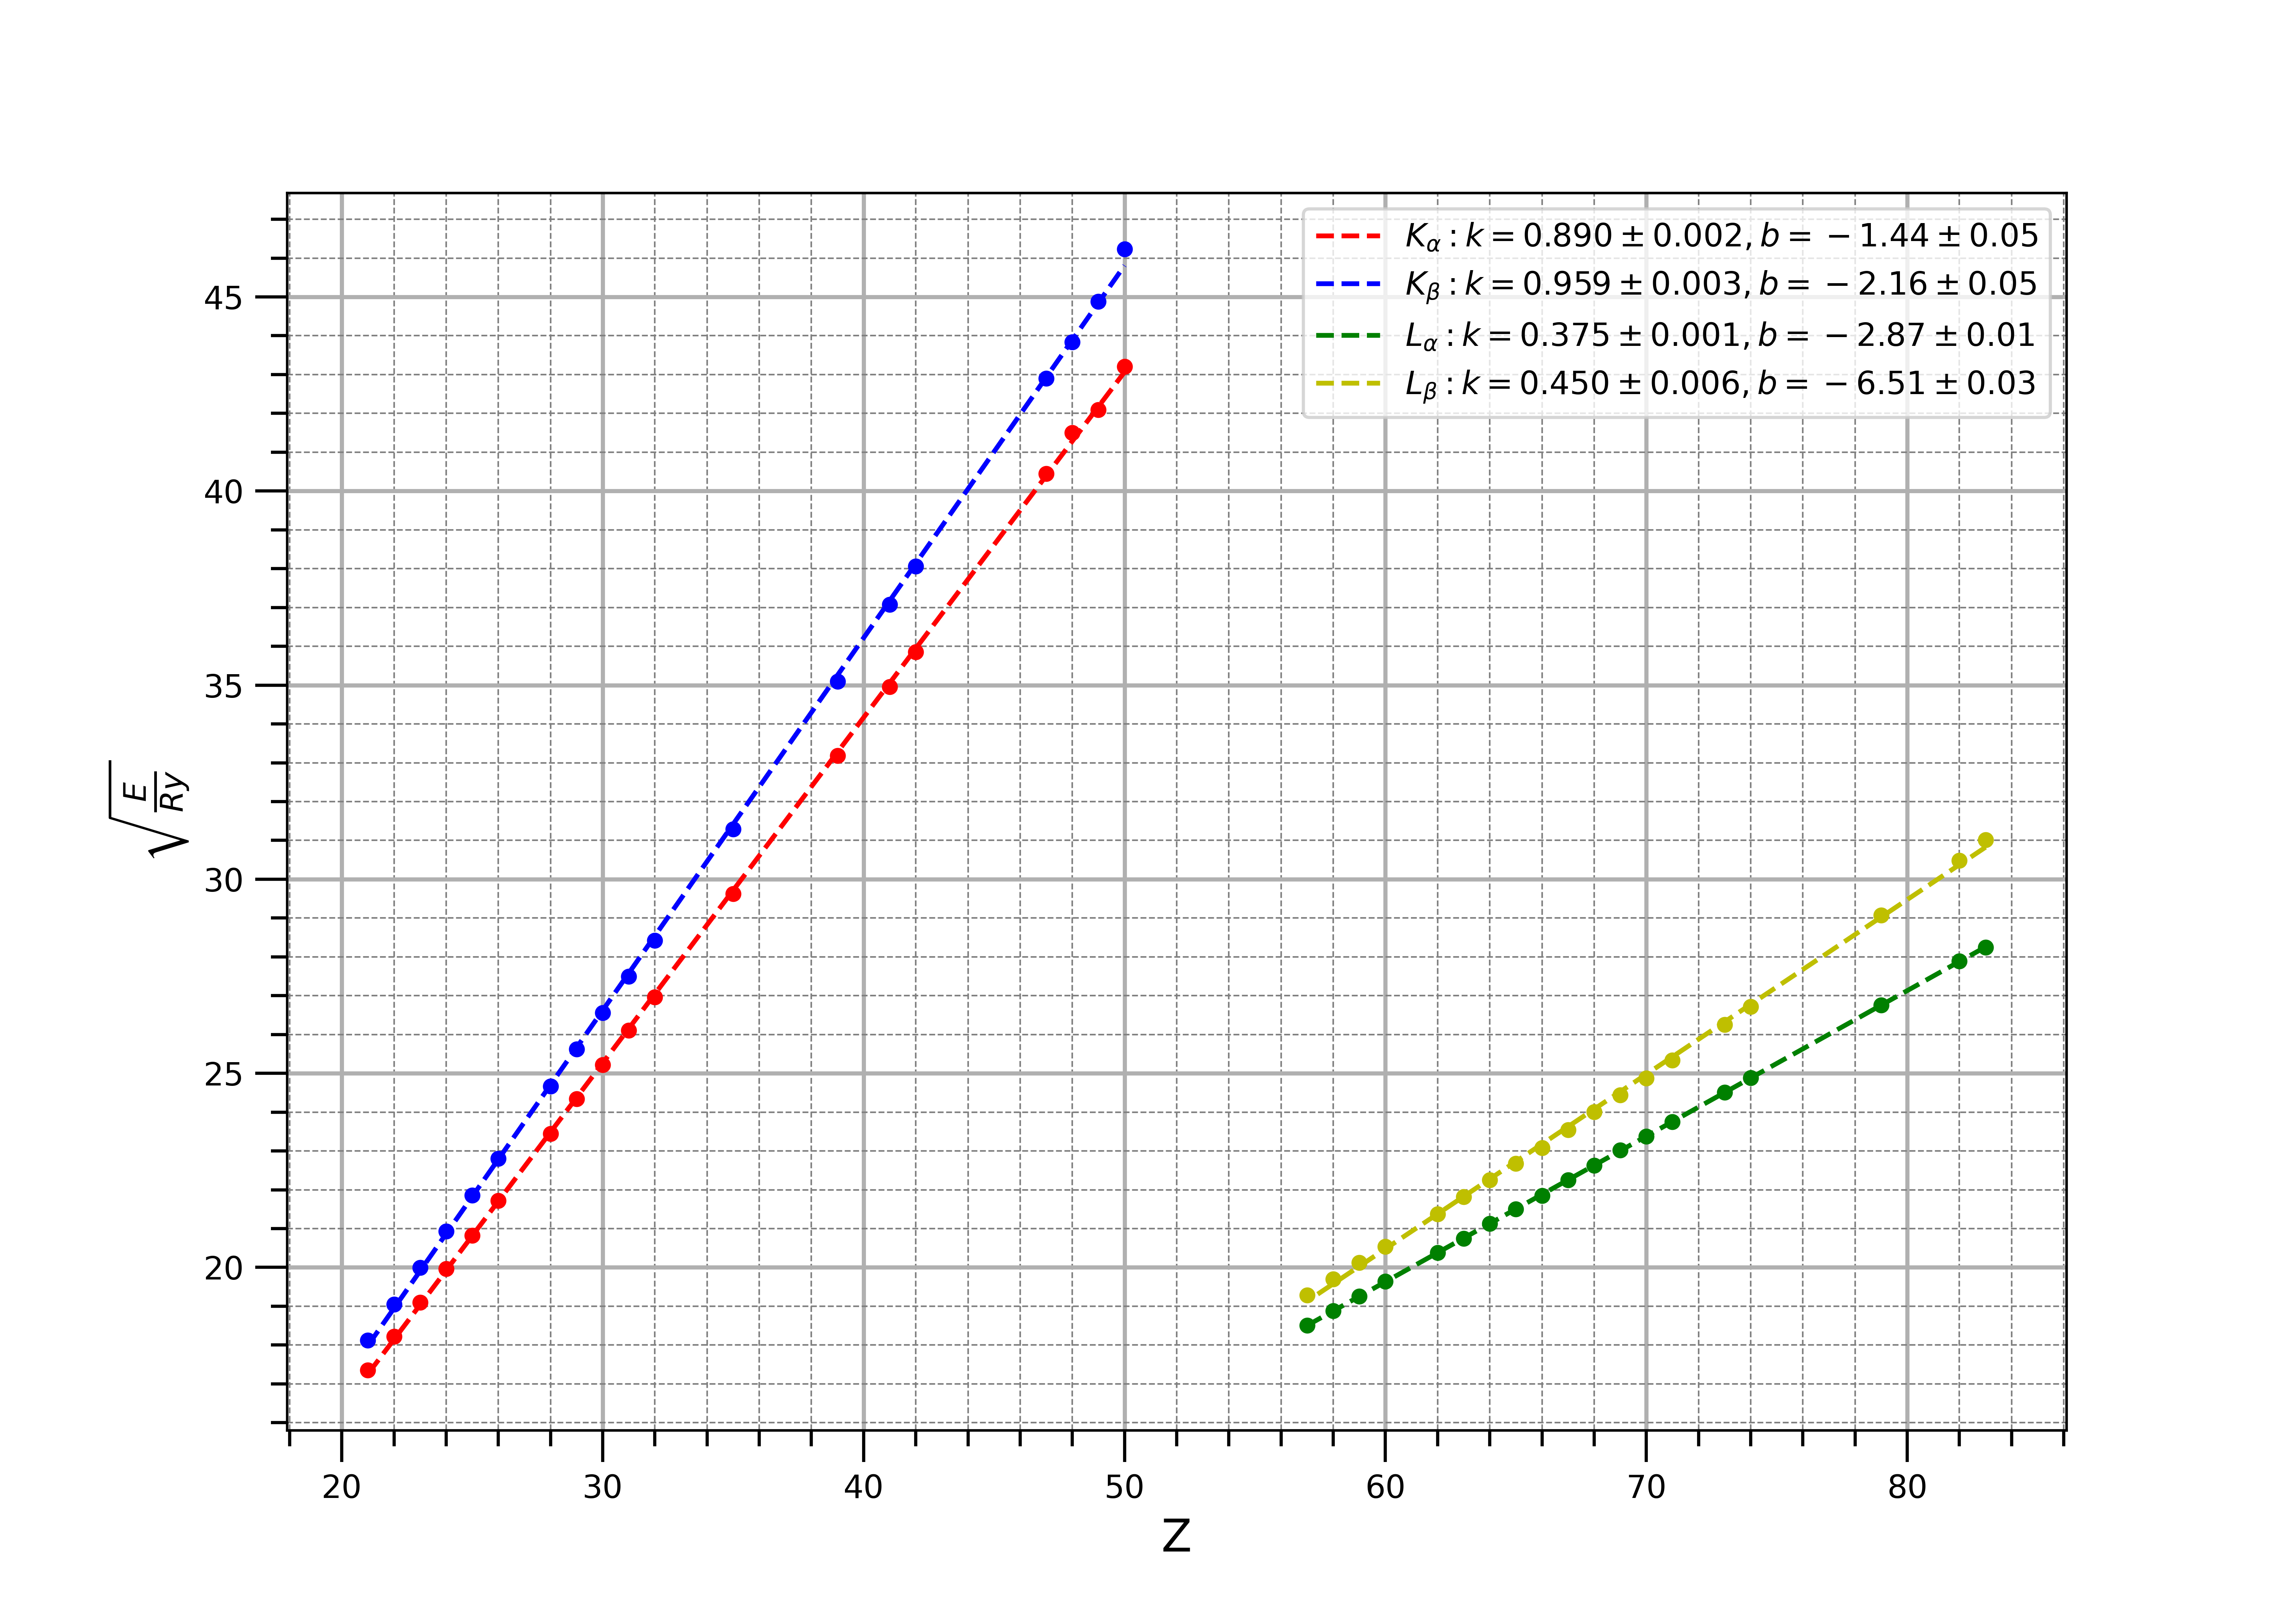 K_α : k = 0.890 ± 0.002, b = −1.44 ± 0.05
K_β : k = 0.959 ± 0.003, b = −2.16 ± 0.05
L_α : k = 0.375 ± 0.001, b = −2.87 ± 0.01
L_β : k = 0.450 ± 0.006, b = −6.51 ± 0.03
45
40
35
30
25
20
√(E/Ry)
20 30 40 50 60 70 80
Z